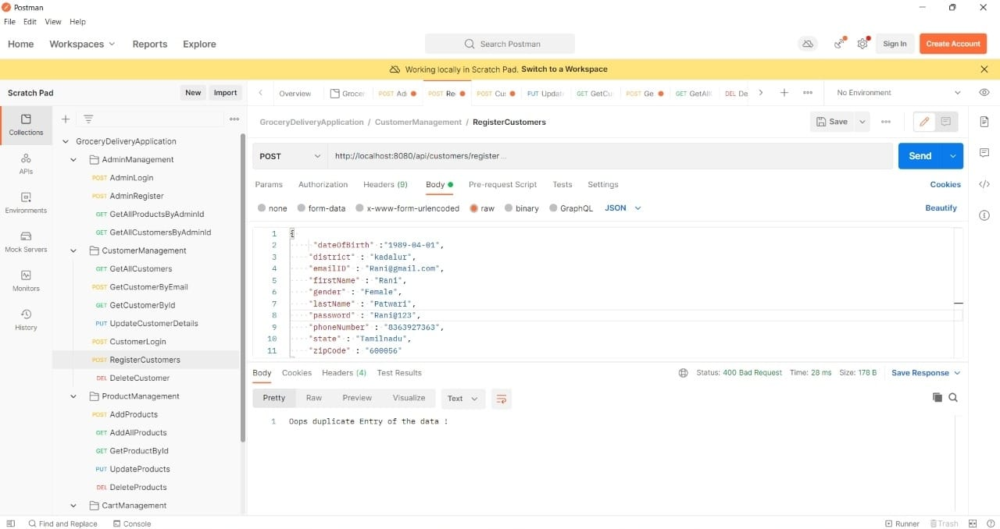 Postman
File Edit View Help
Home Workspaces Reports Explore Search Postman Sign In Create Account
Working locally in Scratch Pad. Switch to a Workspace
Scratch Pad New Import Overview Grocer POST Ad POST Re POST Cu PUT Updat GET GetCu POST Ge GET GetAll DEL De No Environment
Collections
APIs
Environments
Mock Servers
Monitors
History
GroceryDeliveryApplication
AdminManagement
POST AdminLogin
POST AdminRegister
GET GetAllProductsByAdminId
GET GetAllCustomersByAdminId
CustomerManagement
GET GetAllCustomers
POST GetCustomerByEmail
GET GetCustomerById
PUT UpdateCustomerDetails
POST CustomerLogin
POST RegisterCustomers
DEL DeleteCustomer
ProductManagement
POST AddProducts
GET AddAllProducts
GET GetProductById
PUT UpdateProducts
DEL DeleteProducts
CartManagement
GroceryDeliveryApplication / CustomerManagement / RegisterCustomers Save
POST http://localhost:8080/api/customers/register... Send
Params Authorization Headers (9) Body Pre-request Script Tests Settings Cookies
none form-data x-www-form-urlencoded raw binary GraphQL JSON Beautify
1 {
2 "dateOfBirth" :"1989-04-01",
3 "district" : "kadalur",
4 "emailID" : "Rani@gmail.com",
5 "firstName" : "Rani",
6 "gender" : "Female",
7 "lastName" : "Patwari",
8 "password" : "Rani@123",
9 "phoneNumber" : "8363927363",
10 "state" : "Tamilnadu",
11 "zipCode" : "600056"
Body Cookies Headers (4) Test Results Status: 400 Bad Request Time: 28 ms Size: 178 B Save Response
Pretty Raw Preview Visualize Text
1 Oops duplicate Entry of the data !
Find and Replace Console Runner Trash